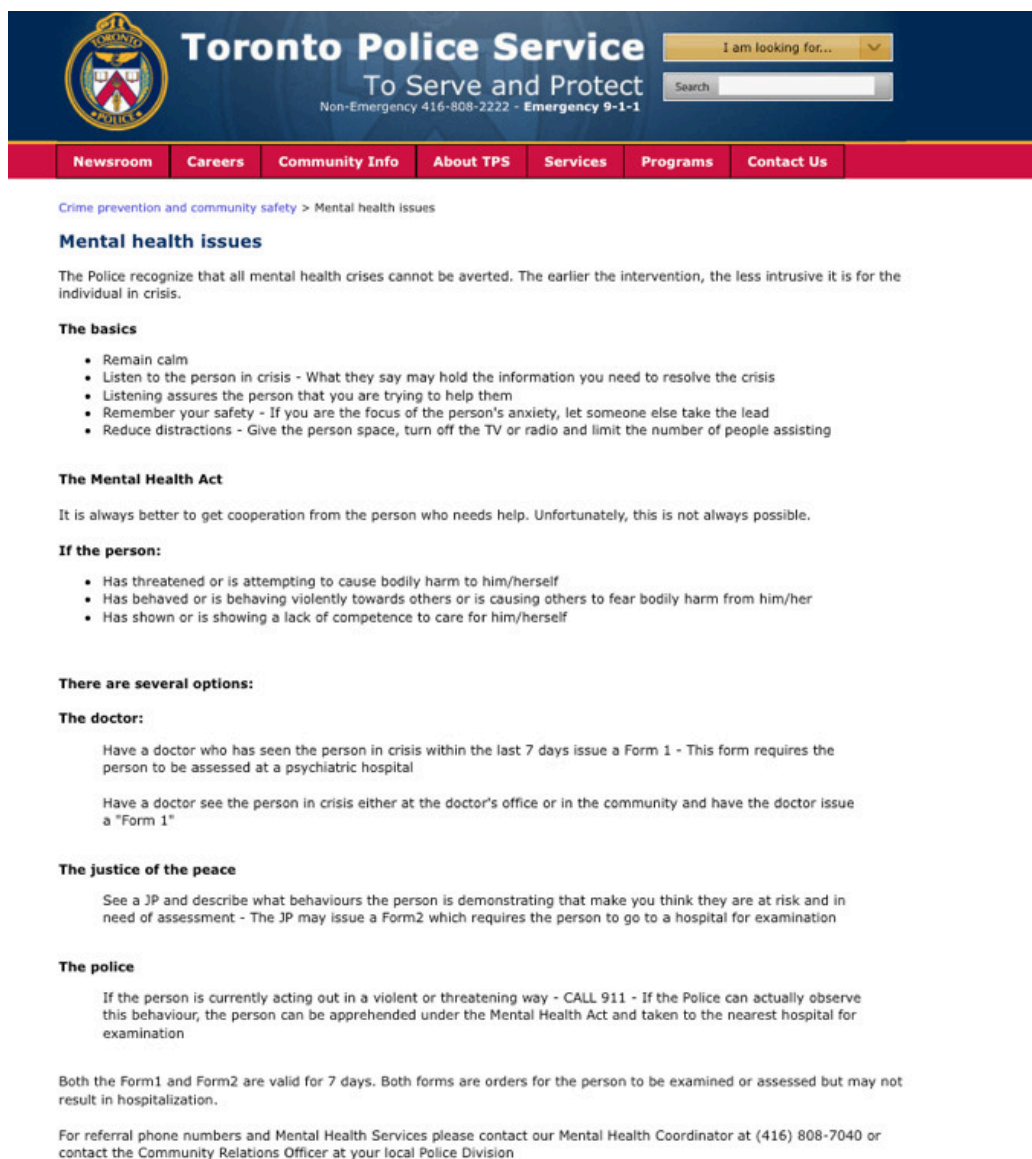 TORONTO
POLICE
Toronto Police Service
To Serve and Protect
Non-Emergency 416-808-2222 - Emergency 9-1-1
I am looking for...
Search
Newsroom Careers Community Info About TPS Services Programs Contact Us
Crime prevention and community safety > Mental health issues
Mental health issues
The Police recognize that all mental health crises cannot be averted. The earlier the intervention, the less intrusive it is for the
individual in crisis.
The basics
• Remain calm
• Listen to the person in crisis - What they say may hold the information you need to resolve the crisis
• Listening assures the person that you are trying to help them
• Remember your safety - If you are the focus of the person's anxiety, let someone else take the lead
• Reduce distractions - Give the person space, turn off the TV or radio and limit the number of people assisting
The Mental Health Act
It is always better to get cooperation from the person who needs help. Unfortunately, this is not always possible.
If the person:
• Has threatened or is attempting to cause bodily harm to him/herself
• Has behaved or is behaving violently towards others or is causing others to fear bodily harm from him/her
• Has shown or is showing a lack of competence to care for him/herself
There are several options:
The doctor:
Have a doctor who has seen the person in crisis within the last 7 days issue a Form 1 - This form requires the
person to be assessed at a psychiatric hospital
Have a doctor see the person in crisis either at the doctor's office or in the community and have the doctor issue
a "Form 1"
The justice of the peace
See a JP and describe what behaviours the person is demonstrating that make you think they are at risk and in
need of assessment - The JP may issue a Form2 which requires the person to go to a hospital for examination
The police
If the person is currently acting out in a violent or threatening way - CALL 911 - If the Police can actually observe
this behaviour, the person can be apprehended under the Mental Health Act and taken to the nearest hospital for
examination
Both the Form1 and Form2 are valid for 7 days. Both forms are orders for the person to be examined or assessed but may not
result in hospitalization.
For referral phone numbers and Mental Health Services please contact our Mental Health Coordinator at (416) 808-7040 or
contact the Community Relations Officer at your local Police Division